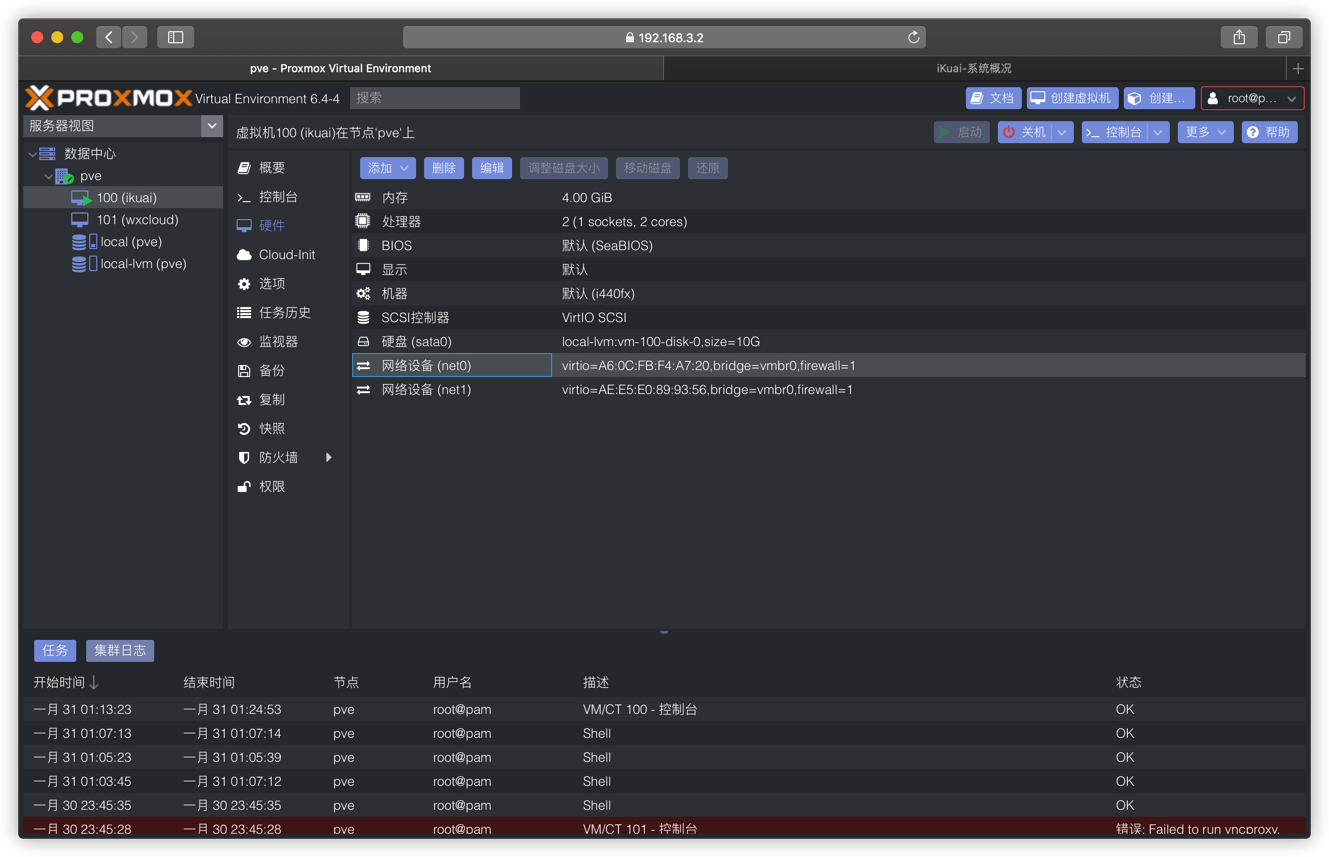 192.168.3.2
pve - Proxmox Virtual Environment
iKuai-系统概况
PROXMOX Virtual Environment 6.4-4 搜索 文档 创建虚拟机 创建... root@p...
服务器视图
虚拟机100 (ikuai)在节点'pve'上 启动 关机 控制台 更多 帮助
数据中心
pve
100 (ikuai)
101 (wxcloud)
local (pve)
local-lvm (pve)
概要
控制台
硬件
Cloud-Init
选项
任务历史
监视器
备份
复制
快照
防火墙
权限
添加 删除 编辑 调整磁盘大小 移动磁盘 还原
内存 4.00 GiB
处理器 2 (1 sockets, 2 cores)
BIOS 默认 (SeaBIOS)
显示 默认
机器 默认 (i440fx)
SCSI控制器 VirtIO SCSI
硬盘 (sata0) local-lvm:vm-100-disk-0,size=10G
网络设备 (net0) virtio=A6:0C:FB:F4:A7:20,bridge=vmbr0,firewall=1
网络设备 (net1) virtio=AE:E5:E0:89:93:56,bridge=vmbr0,firewall=1
任务 集群日志
开始时间 结束时间 节点 用户名 描述 状态
一月 31 01:13:23 一月 31 01:24:53 pve root@pam VM/CT 100 - 控制台 OK
一月 31 01:07:13 一月 31 01:07:14 pve root@pam Shell OK
一月 31 01:05:23 一月 31 01:05:39 pve root@pam Shell OK
一月 31 01:03:45 一月 31 01:07:12 pve root@pam Shell OK
一月 30 23:45:35 一月 30 23:45:35 pve root@pam Shell OK
一月 30 23:45:28 一月 30 23:45:28 pve root@pam VM/CT 101 - 控制台 错误: Failed to run vncproxy.